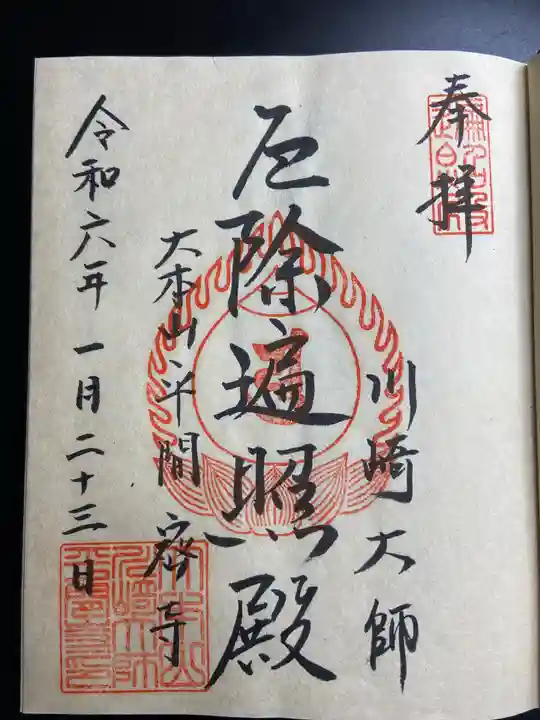 奉拝
川崎大師
厄除遍照殿
大本山平間寺
令和六年一月二十三日